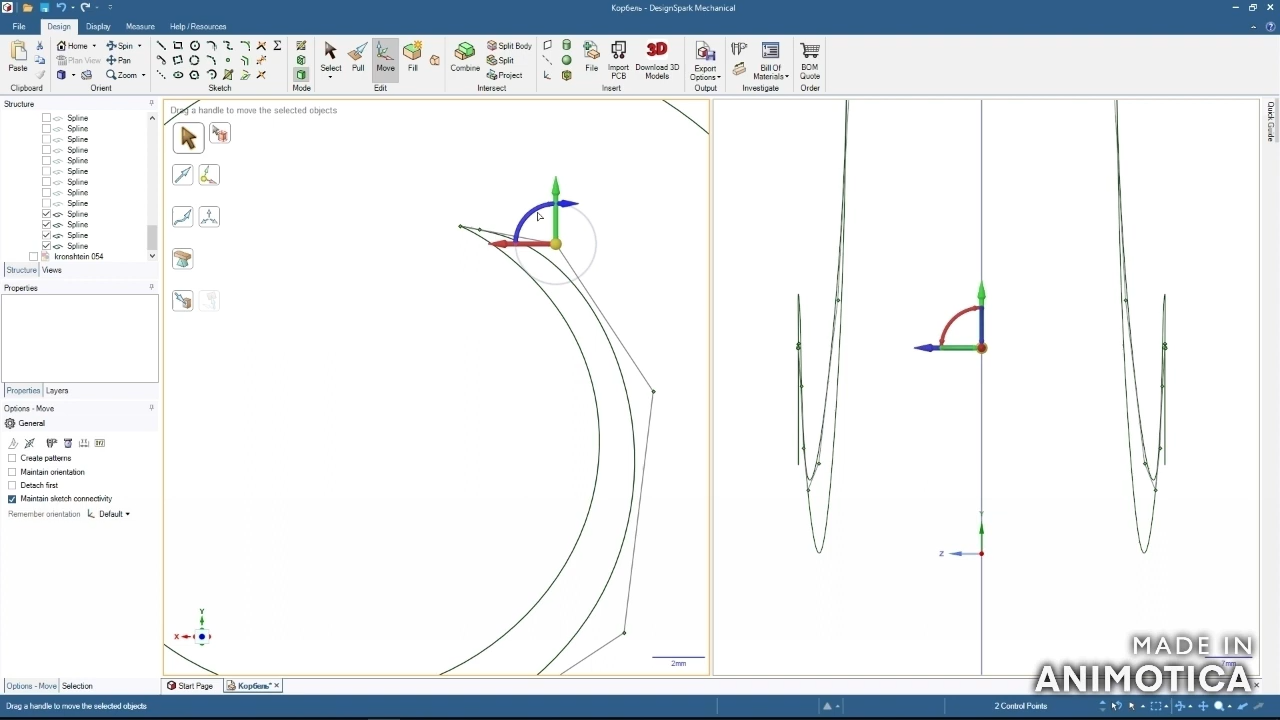 Корбель - DesignSpark Mechanical
File Design Display Measure Help / Resources
Paste
Clipboard
Home Spin
Plan View Pan
Zoom
Orient
Sketch
Mode
Select Pull Move Fill
Edit
Combine
Split Body
Split
Project
Intersect
File Import PCB Download 3D Models
3D
Insert
Export Options
Output
Bill Of Materials
Investigate
BOM Quote
Order
Structure
Spline
Spline
Spline
Spline
Spline
Spline
Spline
Spline
Spline
Spline
Spline
Spline
Spline
kronshtein 054
Structure Views
Properties
Properties Layers
Options - Move
General
Create patterns
Maintain orientation
Detach first
Maintain sketch connectivity
Remember orientation Default
Options - Move Selection
Drag a handle to move the selected objects
Y
X
2mm
Y
Z
MADE IN
ANIMOTICA
Quick Guide
Start Page Корбель*
Drag a handle to move the selected objects
2 Control Points